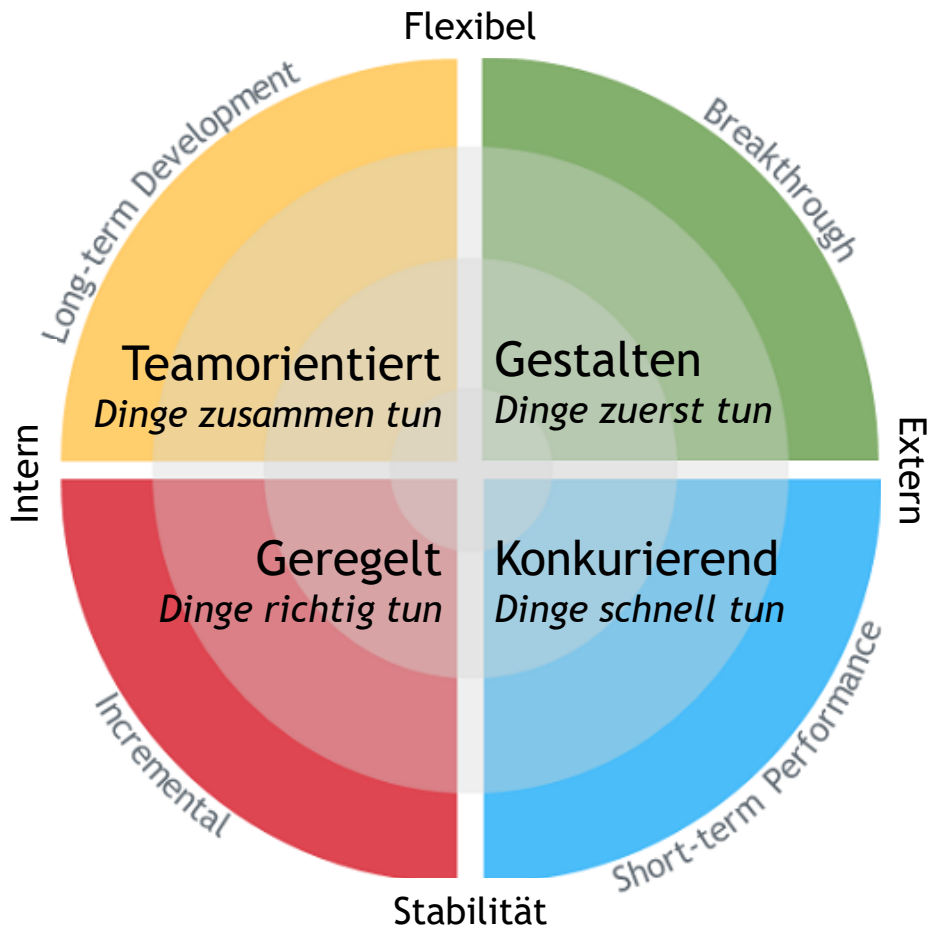 Flexibel
Long-term Development
Breakthrough
Teamorientiert
Dinge zusammen tun
Gestalten
Dinge zuerst tun
Intern
Extern
Geregelt
Dinge richtig tun
Konkurierend
Dinge schnell tun
Incremental
Short-term Performance
Stabilität